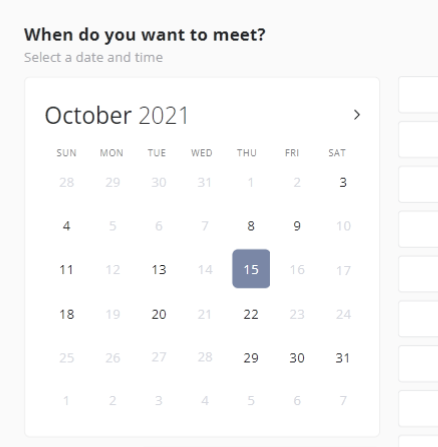 When do you want to meet?
Select a date and time
October 2021 >
SUN MON TUE WED THU FRI SAT
28 29 30 31 1 2 3
4 5 6 7 8 9 10
11 12 13 14 15 16 17
18 19 20 21 22 23 24
25 26 27 28 29 30 31
1 2 3 4 5 6 7